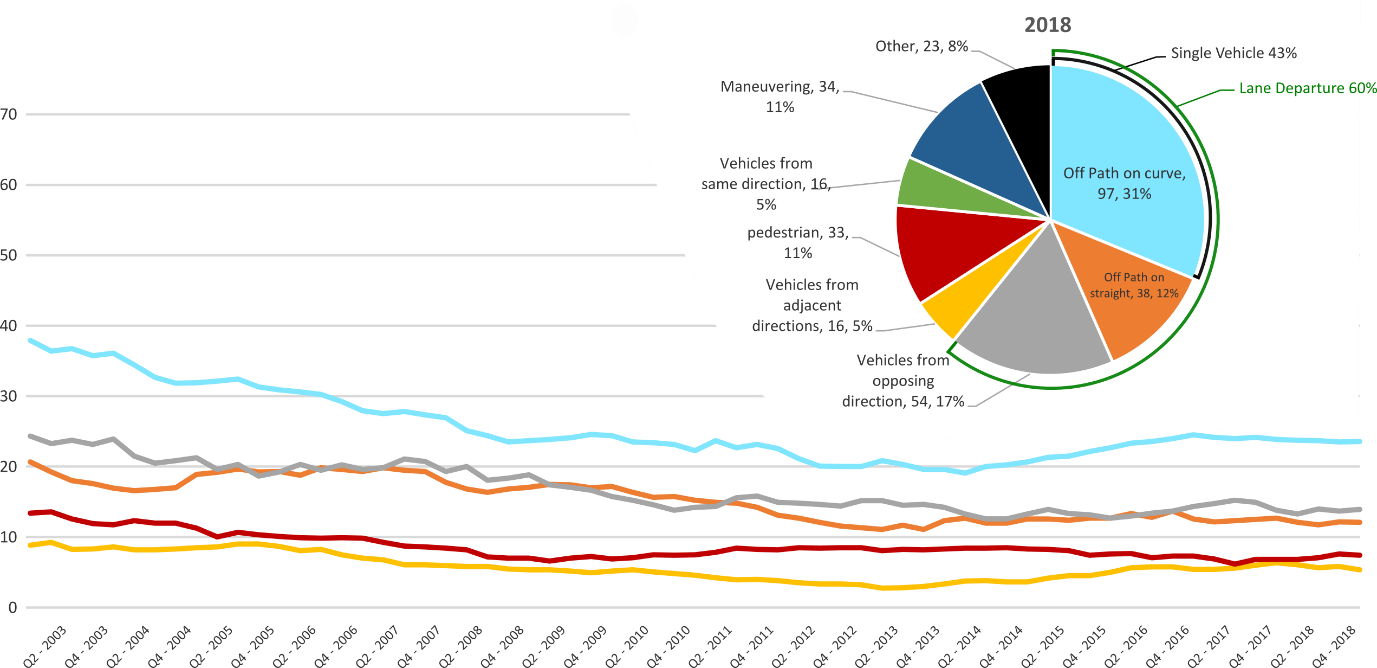 2018
Other, 23, 8%
Single Vehicle 43%
Lane Departure 60%
Maneuvering, 34,
11%
Vehicles from
same direction, 16,
5%
Off Path on curve,
97, 31%
pedestrian, 33,
11%
Off Path on
straight, 38, 12%
Vehicles from
adjacent
directions, 16, 5%
Vehicles from
opposing
direction, 54, 17%
70
60
50
40
30
20
10
0
Q2 - 2003
Q4 - 2003
Q2 - 2004
Q4 - 2004
Q2 - 2005
Q4 - 2005
Q2 - 2006
Q4 - 2006
Q2 - 2007
Q4 - 2007
Q2 - 2008
Q4 - 2008
Q2 - 2009
Q4 - 2009
Q2 - 2010
Q4 - 2010
Q2 - 2011
Q4 - 2011
Q2 - 2012
Q4 - 2012
Q2 - 2013
Q4 - 2013
Q2 - 2014
Q4 - 2014
Q2 - 2015
Q4 - 2015
Q2 - 2016
Q4 - 2016
Q2 - 2017
Q4 - 2017
Q2 - 2018
Q4 - 2018